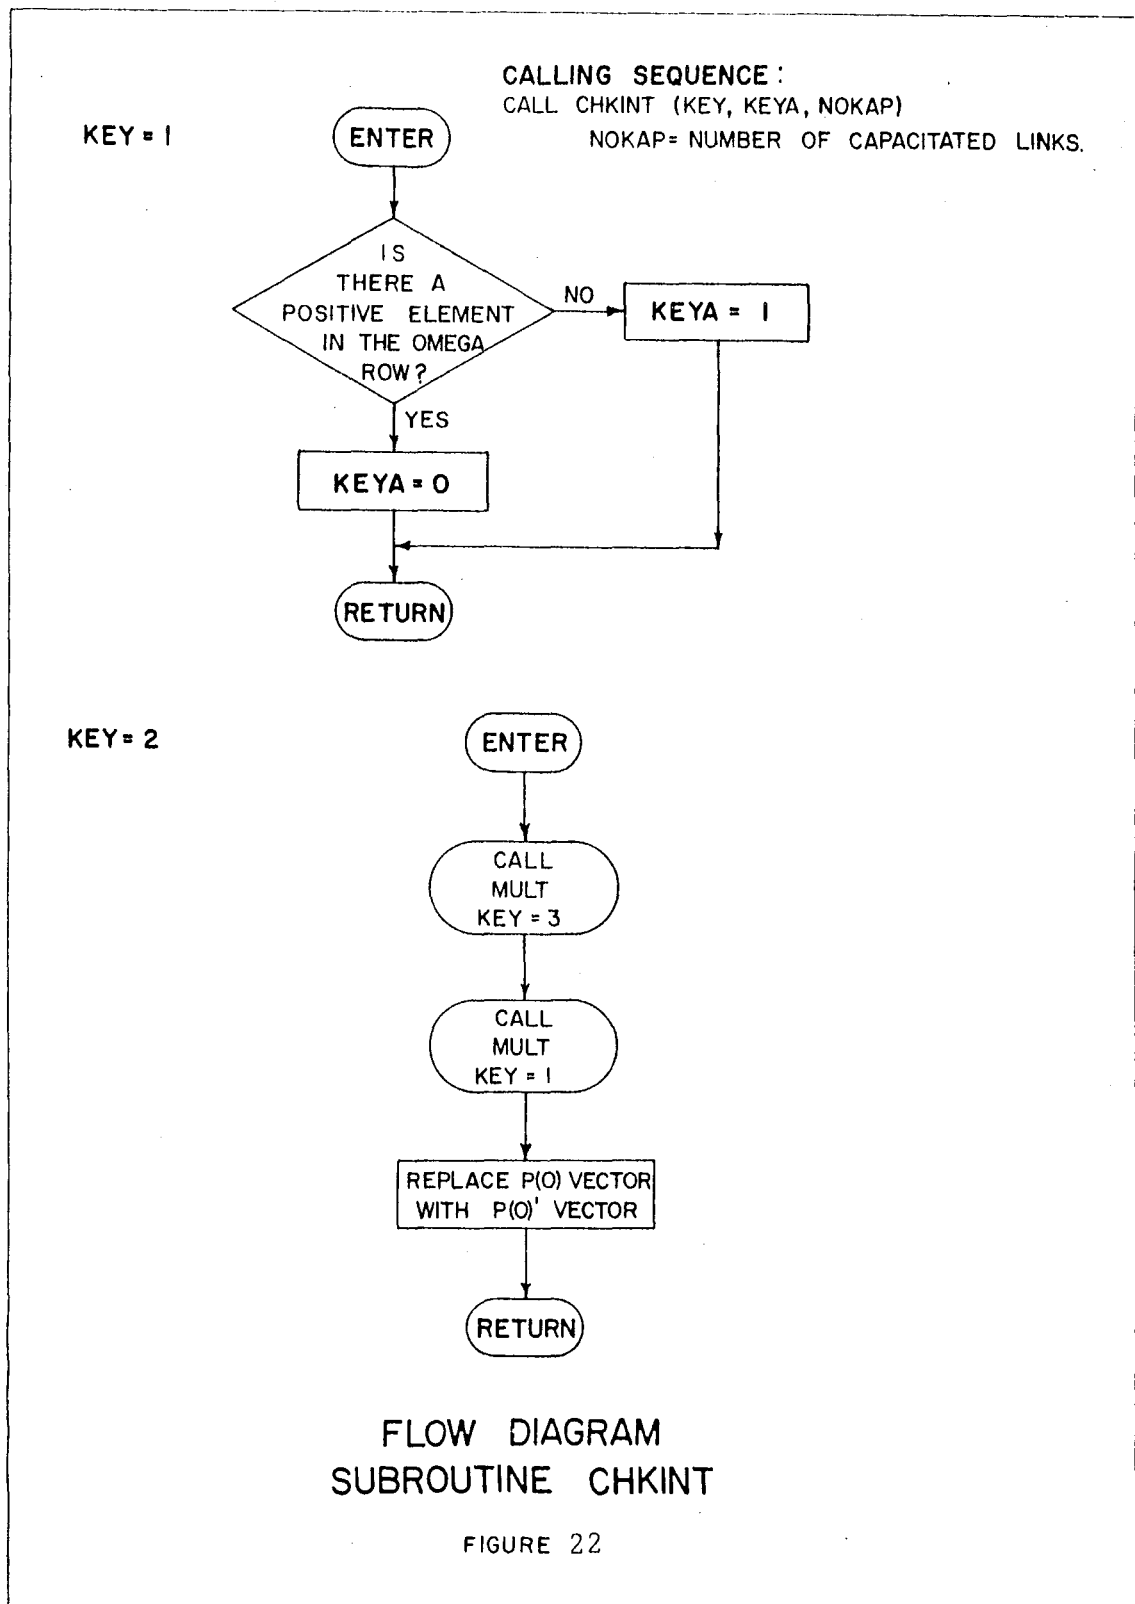 CALLING SEQUENCE:
CALL CHKINT (KEY, KEYA, NOKAP)
NOKAP= NUMBER OF CAPACITATED LINKS.
KEY = 1
ENTER
IS
THERE A
POSITIVE ELEMENT
IN THE OMEGA
ROW?
NO
KEYA = 1
YES
KEYA = 0
RETURN
KEY = 2
ENTER
CALL
MULT
KEY = 3
CALL
MULT
KEY = 1
REPLACE P(0) VECTOR
WITH P(0)' VECTOR
RETURN
FLOW DIAGRAM
SUBROUTINE CHKINT
FIGURE 22